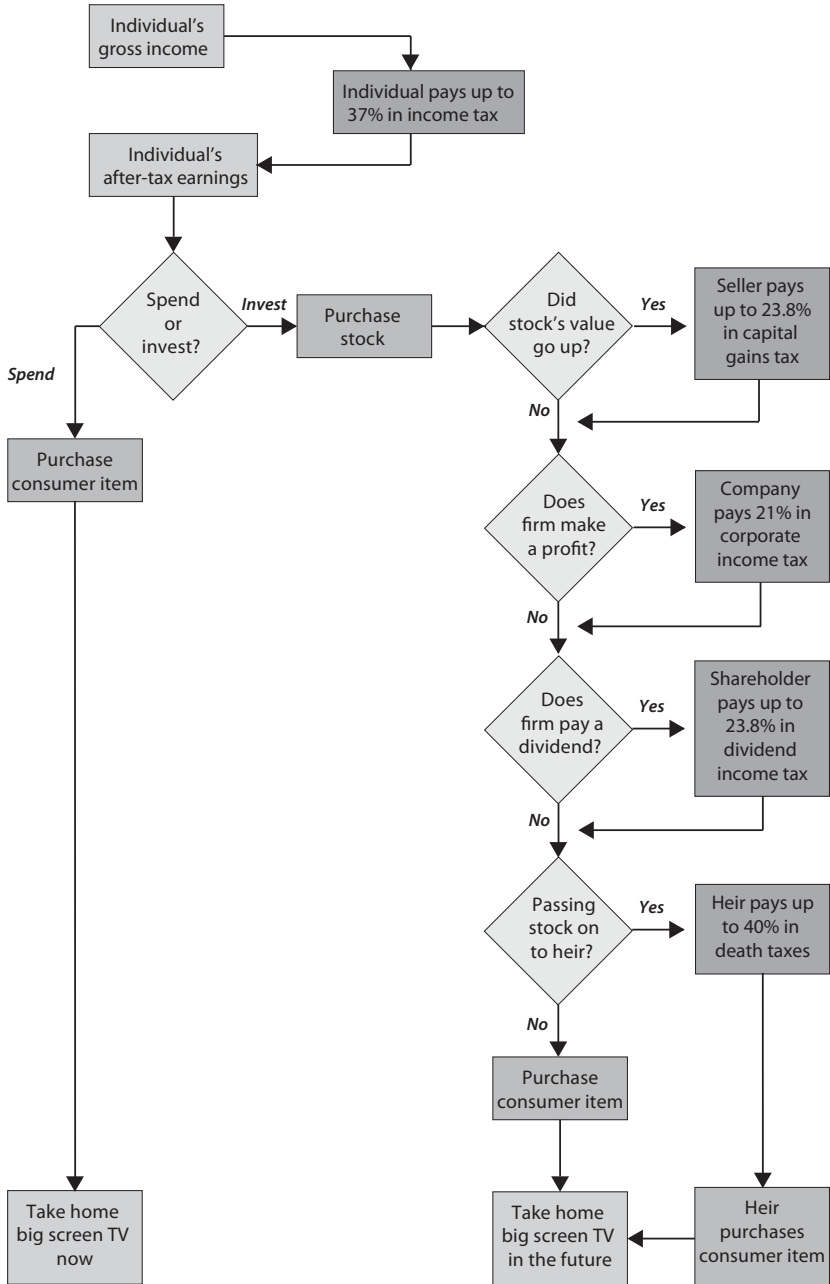 Individual's
gross income
Individual pays up to
37% in income tax
Individual's
after-tax earnings
Spend
or
invest?
Invest
Purchase
stock
Did
stock's value
go up?
Yes
Seller pays
up to 23.8%
in capital
gains tax
Spend
No
Purchase
consumer item
Does
firm make
a profit?
Yes
Company
pays 21% in
corporate
income tax
No
Does
firm pay a
dividend?
Yes
Shareholder
pays up to
23.8% in
dividend
income tax
No
Passing
stock on
to heir?
Yes
Heir pays up
to 40% in
death taxes
No
Purchase
consumer item
Take home
big screen TV
now
Take home
big screen TV
in the future
Heir
purchases
consumer item